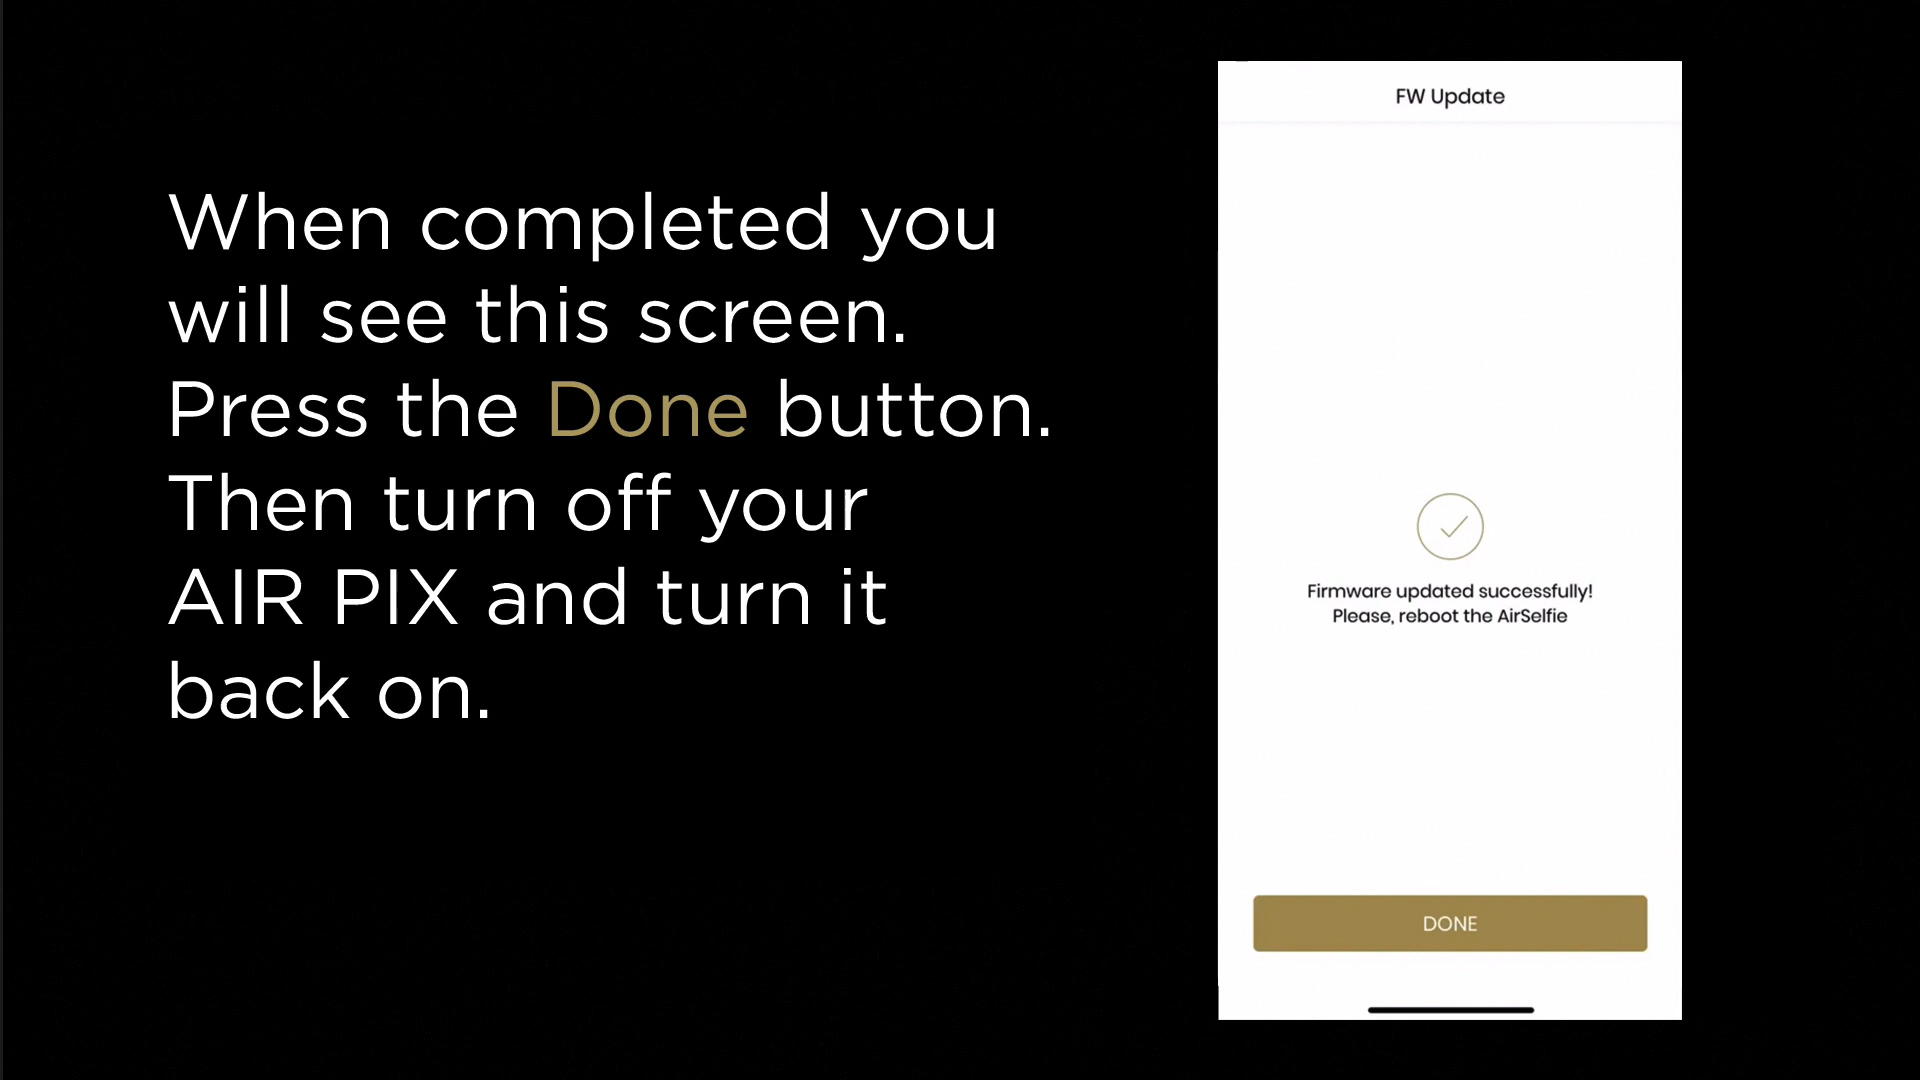 When completed you
will see this screen.
Press the Done button.
Then turn off your
AIR PIX and turn it
back on.
FW Update
Firmware updated successfully!
Please, reboot the AirSelfie
DONE